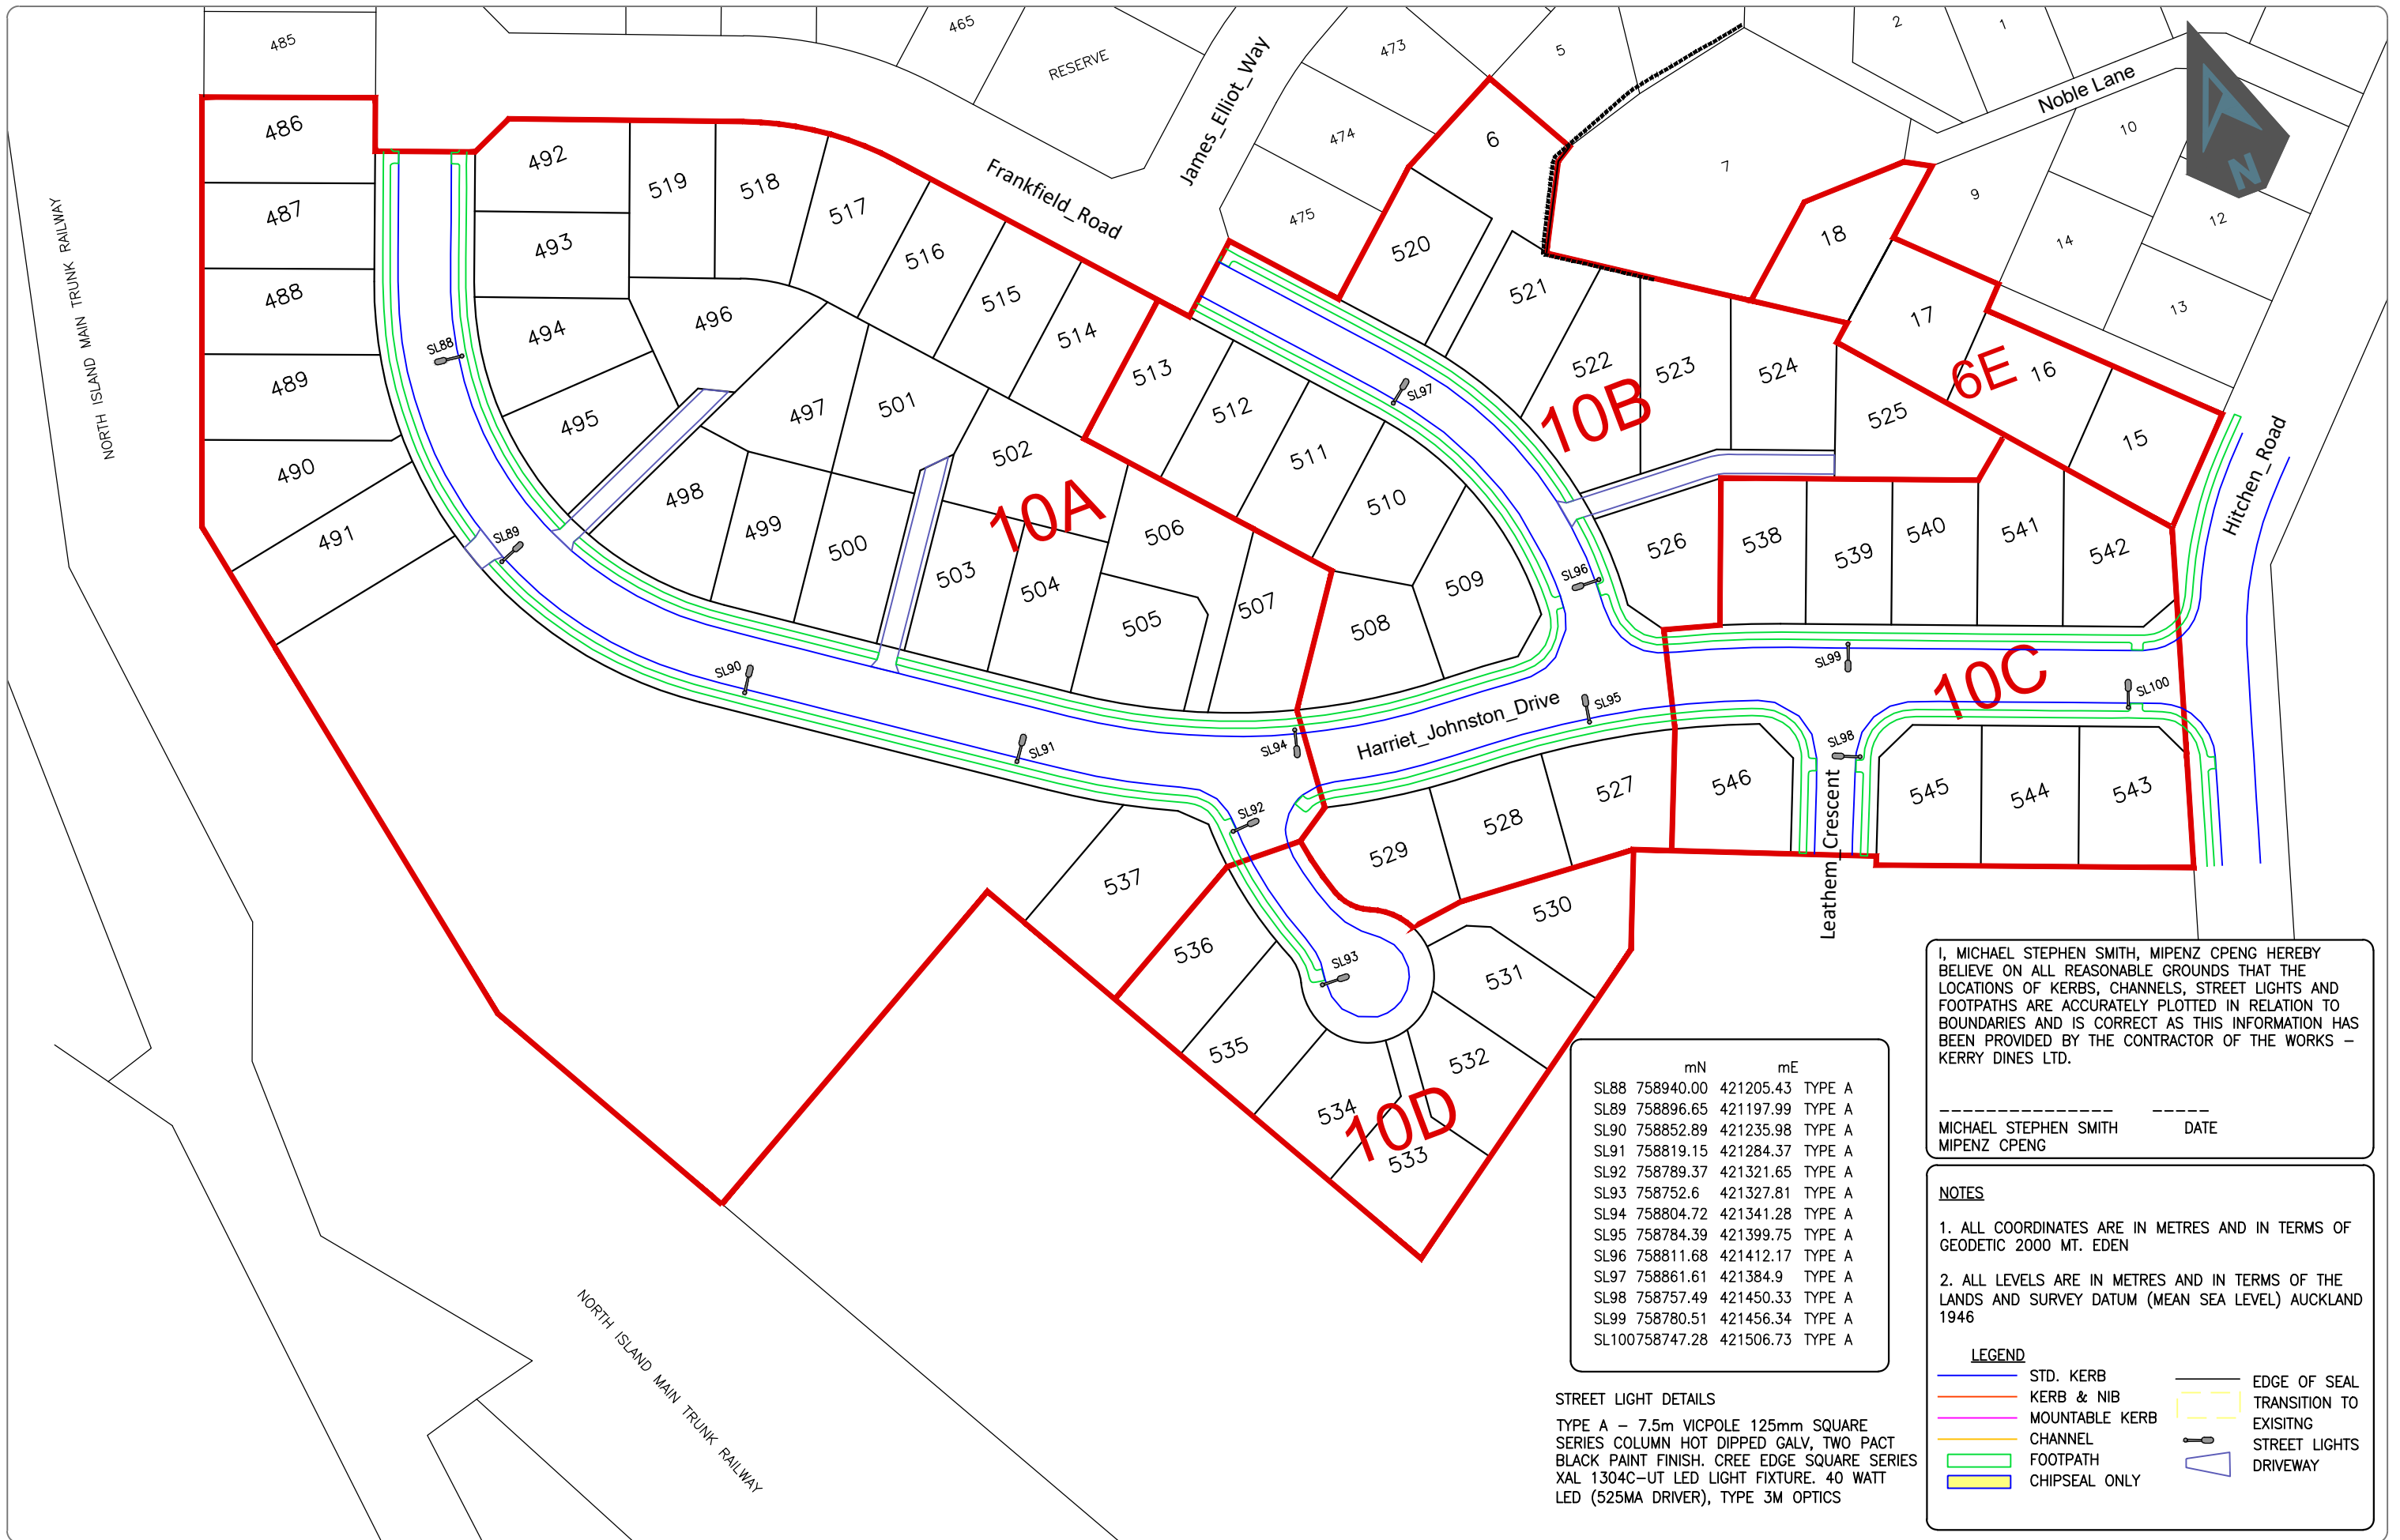 485
465
RESERVE
James_Elliot_Way
473
5
2
1
Noble Lane
10
486
492
474
6
7
9
12
N
487
519
518
517
Frankfield_Road
475
18
14
NORTH ISLAND MAIN TRUNK RAILWAY
493
516
520
488
515
521
17
13
494
496
514
SL88
489
513
SL97
522
523
524
6E
16
495
497
501
512
10B
525
15
Hitchen_Road
490
502
511
498
10A
510
491
499
506
526
538
539
540
541
542
SL89
500
503
504
SL96
509
505
507
508
SL90
SL99
10C
SL100
SL91
SL94
Harriet_Johnston_Drive
SL95
SL98
SL92
529
528
527
546
Leathem_Crescent
545
544
543
537
530
536
SL93
531
535
532
534
10D
533
NORTH ISLAND MAIN TRUNK RAILWAY
I, MICHAEL STEPHEN SMITH, MIPENZ CPENG HEREBY
BELIEVE ON ALL REASONABLE GROUNDS THAT THE
LOCATIONS OF KERBS, CHANNELS, STREET LIGHTS AND
FOOTPATHS ARE ACCURATELY PLOTTED IN RELATION TO
BOUNDARIES AND IS CORRECT AS THIS INFORMATION HAS
BEEN PROVIDED BY THE CONTRACTOR OF THE WORKS –
KERRY DINES LTD.
_______________ _____
MICHAEL STEPHEN SMITH DATE
MIPENZ CPENG
mN mE
SL88 758940.00 421205.43 TYPE A
SL89 758896.65 421197.99 TYPE A
SL90 758852.89 421235.98 TYPE A
SL91 758819.15 421284.37 TYPE A
SL92 758789.37 421321.65 TYPE A
SL93 758752.6 421327.81 TYPE A
SL94 758804.72 421341.28 TYPE A
SL95 758784.39 421399.75 TYPE A
SL96 758811.68 421412.17 TYPE A
SL97 758861.61 421384.9 TYPE A
SL98 758757.49 421450.33 TYPE A
SL99 758780.51 421456.34 TYPE A
SL100758747.28 421506.73 TYPE A
STREET LIGHT DETAILS
TYPE A – 7.5m VICPOLE 125mm SQUARE
SERIES COLUMN HOT DIPPED GALV, TWO PACT
BLACK PAINT FINISH. CREE EDGE SQUARE SERIES
XAL 1304C–UT LED LIGHT FIXTURE. 40 WATT
LED (525MA DRIVER), TYPE 3M OPTICS
NOTES
1. ALL COORDINATES ARE IN METRES AND IN TERMS OF
GEODETIC 2000 MT. EDEN
2. ALL LEVELS ARE IN METRES AND IN TERMS OF THE
LANDS AND SURVEY DATUM (MEAN SEA LEVEL) AUCKLAND
1946
LEGEND
STD. KERB
KERB & NIB
MOUNTABLE KERB
CHANNEL
FOOTPATH
CHIPSEAL ONLY
EDGE OF SEAL
TRANSITION TO
EXISITNG
STREET LIGHTS
DRIVEWAY